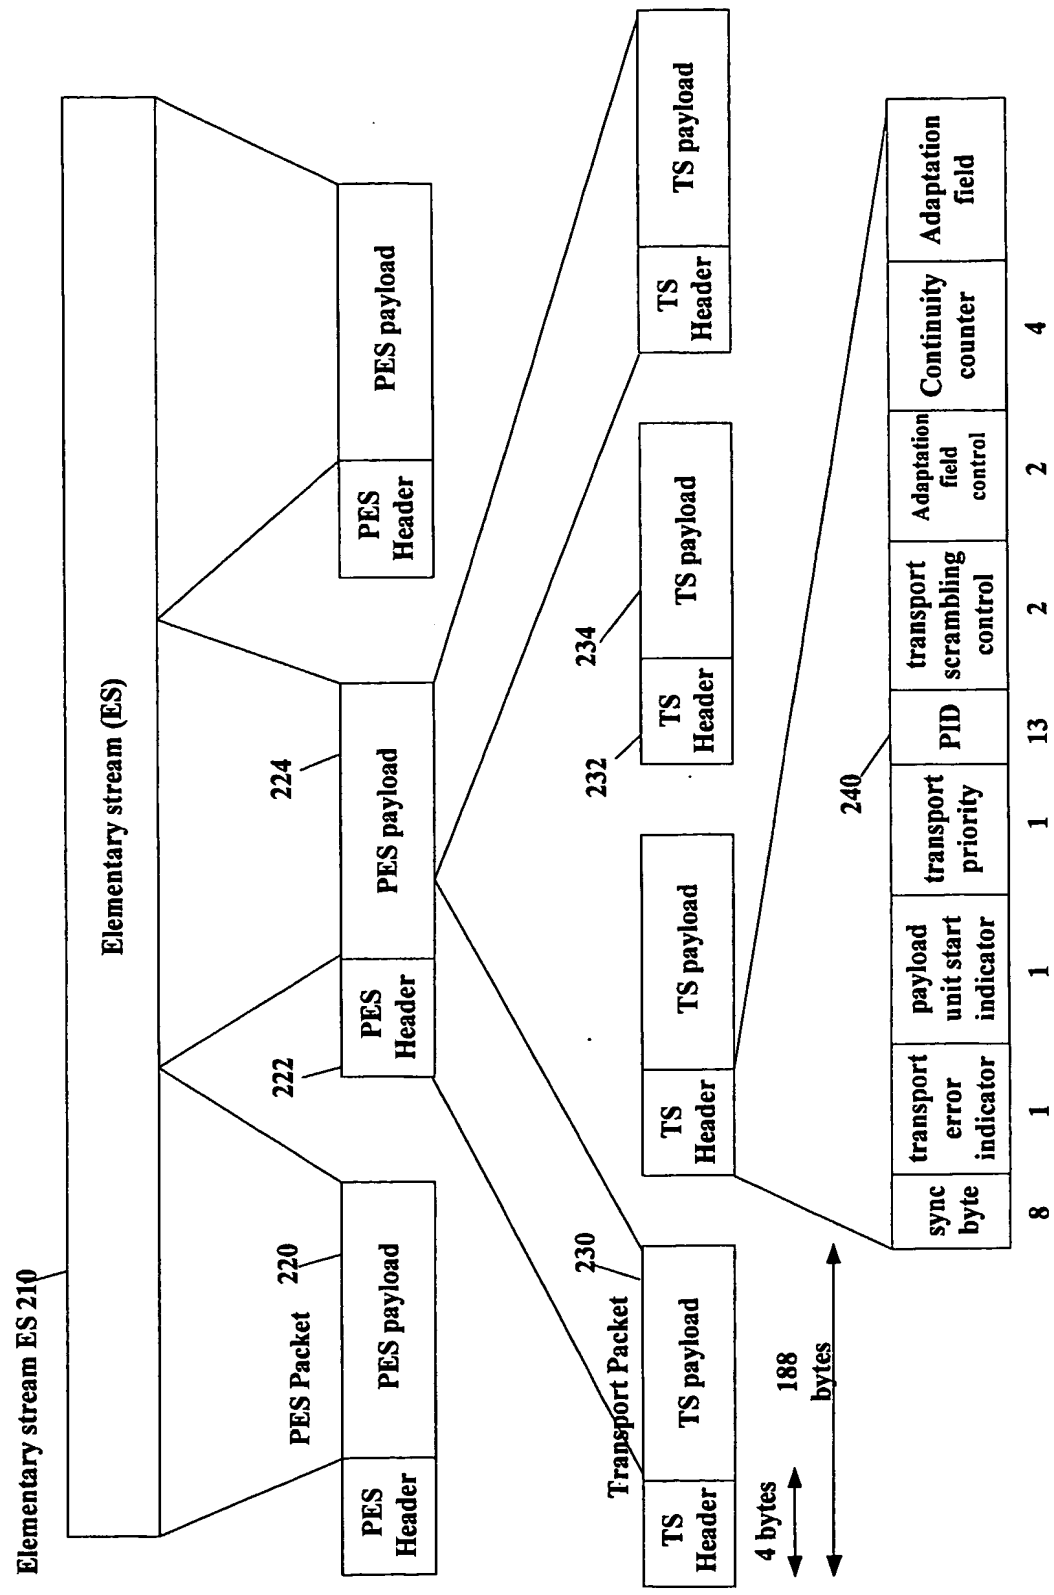 Elementary stream ES 210
Elementary stream (ES)
PES Packet
220
222
224
PES
Header
PES payload
PES
Header
PES payload
PES
Header
PES payload
Transport Packet
230
232
234
TS
Header
TS payload
TS
Header
TS payload
TS
Header
TS payload
TS
Header
TS payload
4 bytes
188
bytes
240
sync
byte
transport
error
indicator
payload
unit start
indicator
transport
priority
PID
transport
scrambling
control
Adaptation
field
control
Continuity
counter
Adaptation
field
8
1
1
1
13
2
2
4